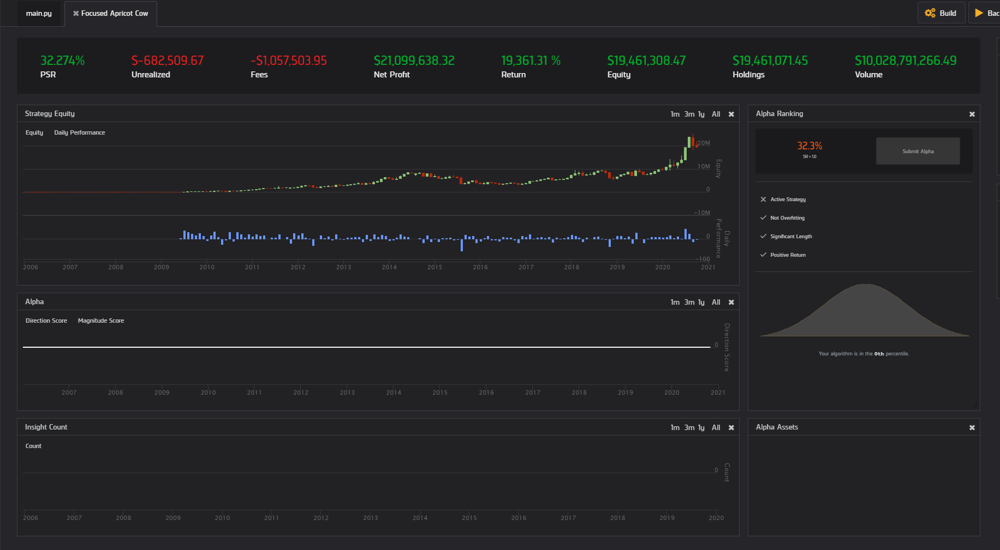 main.py
Focused Apricot Cow
Build
Bac
32.274%
PSR
$-682,509.67
Unrealized
-$1,057,503.95
Fees
$21,099,638.32
Net Profit
19,361.31 %
Return
$19,461,308.47
Equity
$19,461,071.45
Holdings
$10,028,791,266.49
Volume
Strategy Equity
1m 3m 1y All
Equity Daily Performance
20M
10M
0
-10M
Equity
0
-100
Daily Performance
2006 2007 2008 2009 2010 2011 2012 2013 2014 2015 2016 2017 2018 2019 2020 2021
Alpha Ranking
32.3%
SR > 1.0
Submit Alpha
Active Strategy
Not Overfitting
Significant Length
Positive Return
Your algorithm is in the 0th percentile.
Alpha
1m 3m 1y All
Direction Score Magnitude Score
0
Direction Score
2007 2008 2009 2010 2011 2012 2013 2014 2015 2016 2017 2018 2019 2020 2021
Insight Count
1m 3m 1y All
Count
0
Count
2006 2007 2008 2009 2010 2011 2012 2013 2014 2015 2016 2017 2018 2019 2020
Alpha Assets